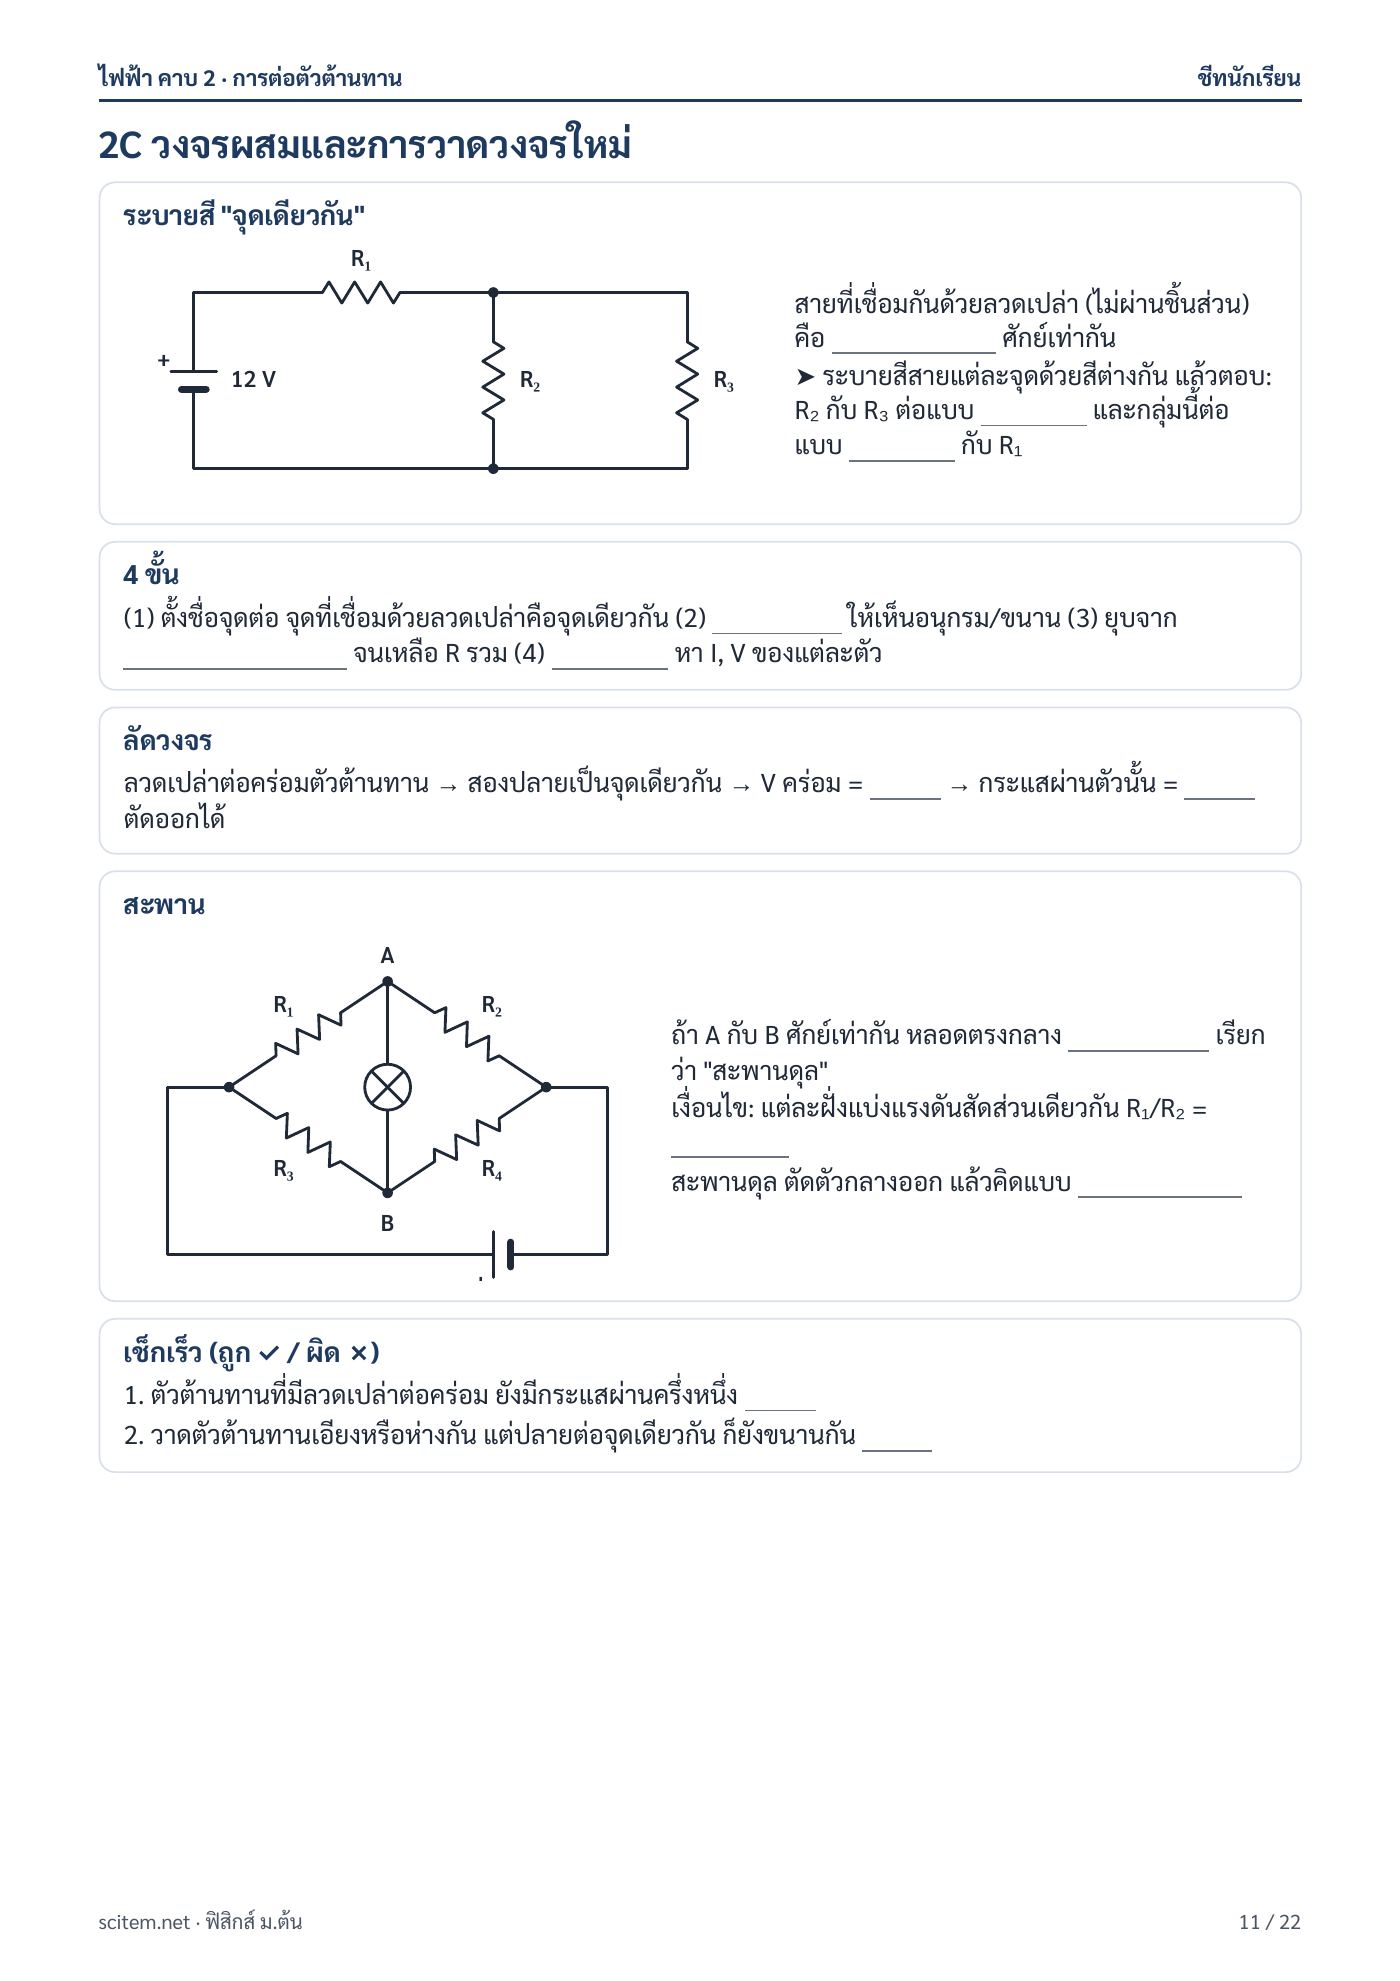 ไฟฟ้า คาบ 2 · การต่อตัวต้านทาน
ชีทนักเรียน
2C วงจรผสมและการวาดวงจรใหม่
ระบายสี "จุดเดียวกัน"
R₁
+
12 V
R₂
R₃
สายที่เชื่อมกันด้วยลวดเปล่า (ไม่ผ่านชิ้นส่วน)
คือ ____________ ศักย์เท่ากัน
➤ ระบายสีสายแต่ละจุดด้วยสีต่างกัน แล้วตอบ:
R₂ กับ R₃ ต่อแบบ ________ และกลุ่มนี้ต่อ
แบบ ________ กับ R₁
4 ขั้น
(1) ตั้งชื่อจุดต่อ จุดที่เชื่อมด้วยลวดเปล่าคือจุดเดียวกัน (2) __________ ให้เห็นอนุกรม/ขนาน (3) ยุบจาก
_________________ จนเหลือ R รวม (4) _________ หา I, V ของแต่ละตัว
ลัดวงจร
ลวดเปล่าต่อคร่อมตัวต้านทาน → สองปลายเป็นจุดเดียวกัน → V คร่อม = _____ → กระแสผ่านตัวนั้น = _____
ตัดออกได้
สะพาน
A
R₁
R₂
R₃
R₄
B
ถ้า A กับ B ศักย์เท่ากัน หลอดตรงกลาง __________ เรียก
ว่า "สะพานดุล"
เงื่อนไข: แต่ละฝั่งแบ่งแรงดันสัดส่วนเดียวกัน R₁/R₂ =
_________
สะพานดุล ตัดตัวกลางออก แล้วคิดแบบ ____________
เช็กเร็ว (ถูก ✓ / ผิด ✕)
1. ตัวต้านทานที่มีลวดเปล่าต่อคร่อม ยังมีกระแสผ่านครึ่งหนึ่ง _____
2. วาดตัวต้านทานเอียงหรือห่างกัน แต่ปลายต่อจุดเดียวกัน ก็ยังขนานกัน _____
scitem.net · ฟิสิกส์ ม.ต้น
11 / 22